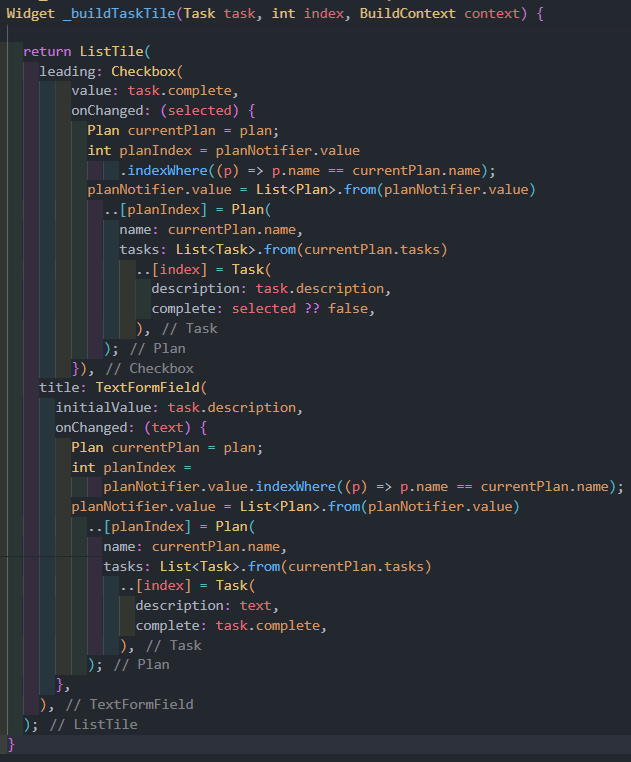 Widget _buildTaskTile(Task task, int index, BuildContext context) {
return ListTile(
leading: Checkbox(
value: task.complete,
onChanged: (selected) {
Plan currentPlan = plan;
int planIndex = planNotifier.value
.indexWhere((p) => p.name == currentPlan.name);
planNotifier.value = List<Plan>.from(planNotifier.value)
..[planIndex] = Plan(
name: currentPlan.name,
tasks: List<Task>.from(currentPlan.tasks)
..[index] = Task(
description: task.description,
complete: selected ?? false,
), // Task
); // Plan
}), // Checkbox
title: TextFormField(
initialValue: task.description,
onChanged: (text) {
Plan currentPlan = plan;
int planIndex =
planNotifier.value.indexWhere((p) => p.name == currentPlan.name);
planNotifier.value = List<Plan>.from(planNotifier.value)
..[planIndex] = Plan(
name: currentPlan.name,
tasks: List<Task>.from(currentPlan.tasks)
..[index] = Task(
description: text,
complete: task.complete,
), // Task
); // Plan
},
), // TextFormField
); // ListTile
}